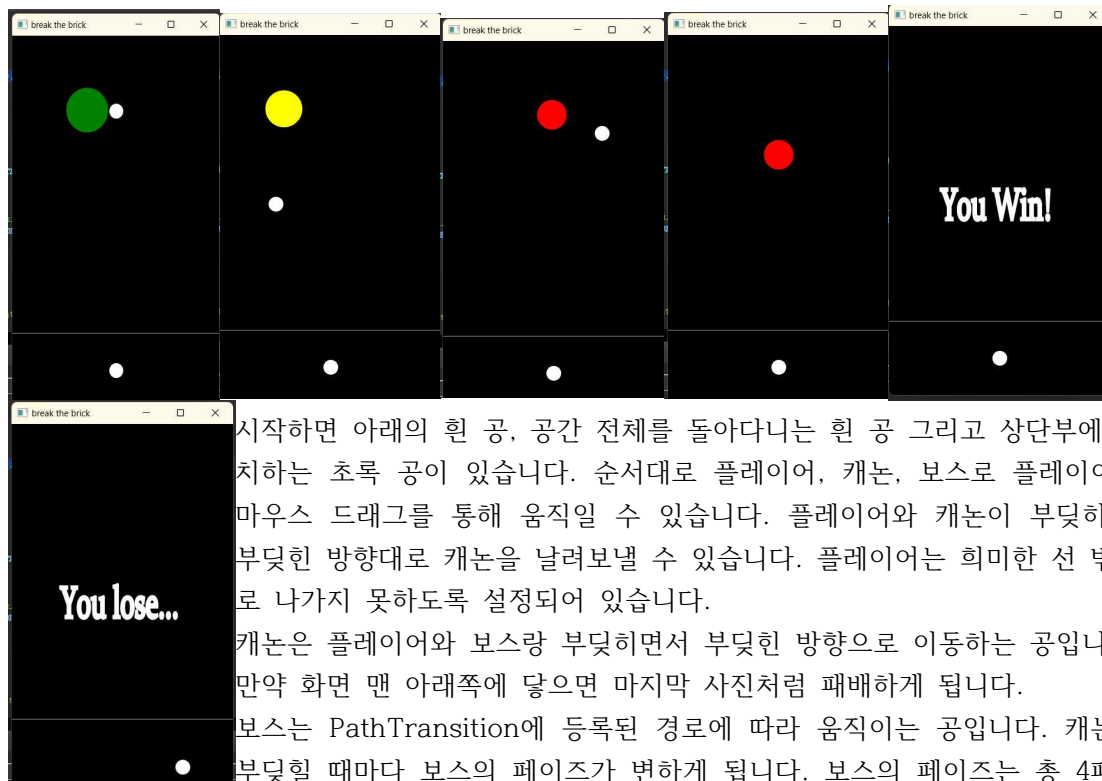 break the brick
break the brick
break the brick
break the brick
break the brick
You Win!
break the brick
You lose...
시작하면 아래의 흰 공, 공간 전체를 돌아다니는 흰 공 그리고 상단부에
치하는 초록 공이 있습니다. 순서대로 플레이어, 캐논, 보스로
마우스 드래그를 통해 움직일 수 있습니다. 플레이어와 캐논이
부딪힌 방향대로 캐논을 날려보낼 수 있습니다. 플레이어는 희미한 선
로 나가지 못하도록 설정되어 있습니다.
캐논은 플레이어와 보스랑 부딪히면서 부딪힌 방향으로 이동하는
만약 화면 맨 아래쪽에 닿으면 마지막 사진처럼 패배하게 됩니다.
보스는 PathTransition에 등록된 경로에 따라 움직이는 공입니다.
부딪힐 때마다 보스의 페이즈가 변하게 됩니다. 보스의 페이즈는 총